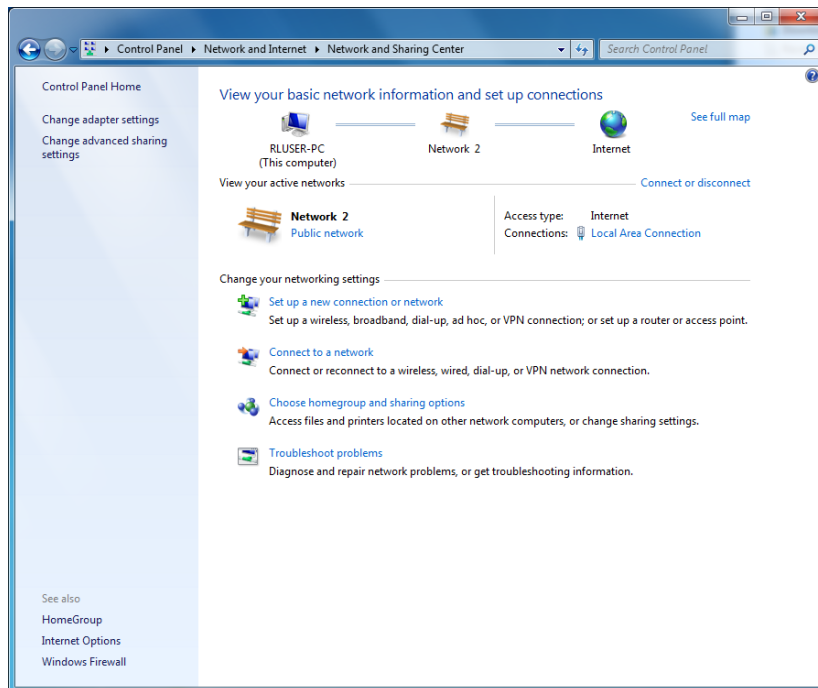 Control Panel Network and Internet Network and Sharing Center Search Control Panel
Control Panel Home
Change adapter settings
Change advanced sharing
settings
View your basic network information and set up connections
See full map
RLUSER-PC
(This computer)
Network 2
Internet
View your active networks
Connect or disconnect
Network 2
Public network
Access type: Internet
Connections: Local Area Connection
Change your networking settings
Set up a new connection or network
Set up a wireless, broadband, dial-up, ad hoc, or VPN connection; or set up a router or access point.
Connect to a network
Connect or reconnect to a wireless, wired, dial-up, or VPN network connection.
Choose homegroup and sharing options
Access files and printers located on other network computers, or change sharing settings.
Troubleshoot problems
Diagnose and repair network problems, or get troubleshooting information.
See also
HomeGroup
Internet Options
Windows Firewall